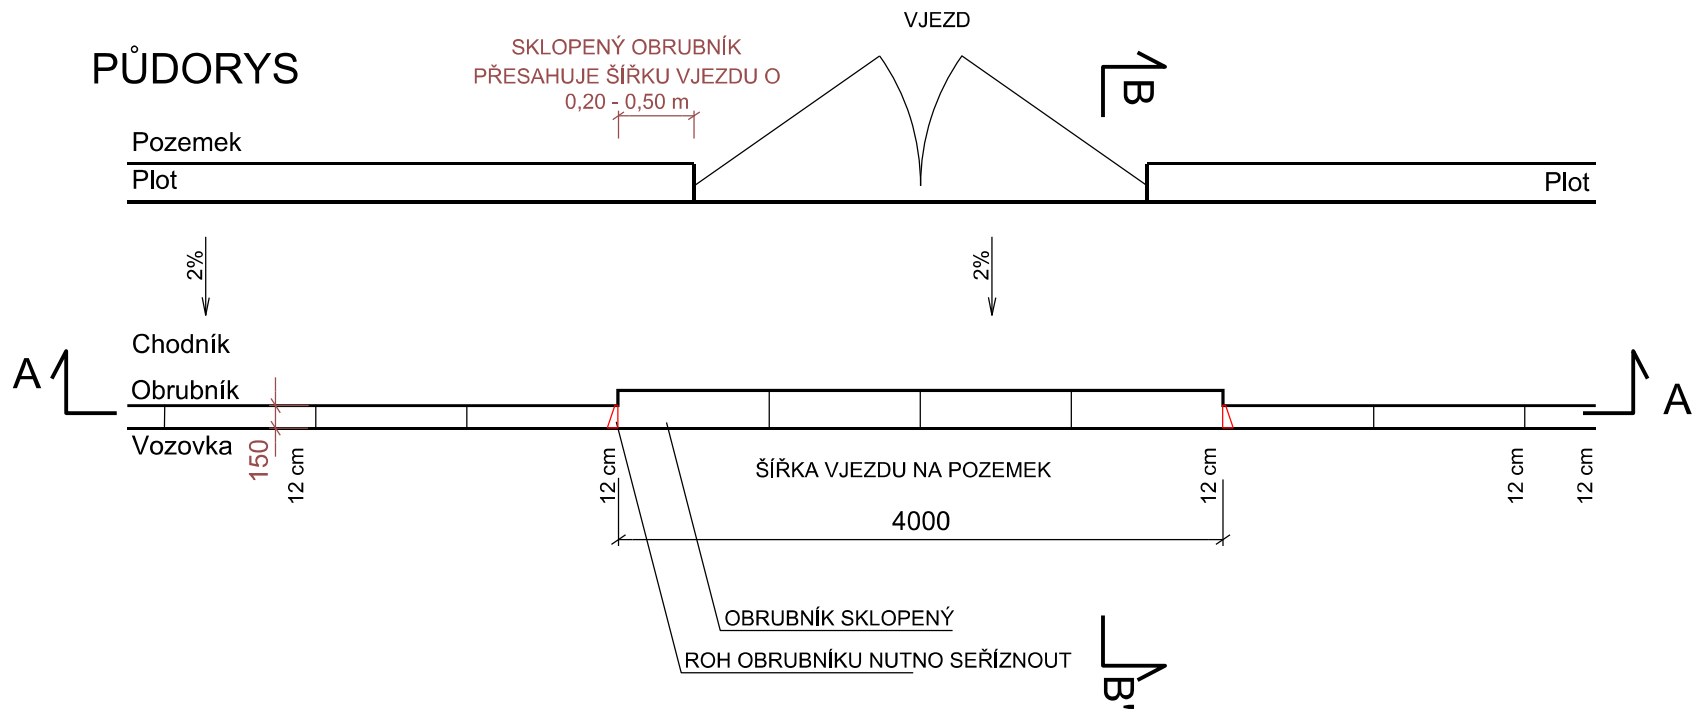 VJEZD
PŮDORYS
SKLOPENÝ OBRUBNÍK
PŘESAHUJE ŠÍŘKU VJEZDU O
0,20 - 0,50 m
B
Pozemek
Plot
Plot
2%
2%
Chodník
A
A
Obrubník
Vozovka
150
12 cm
12 cm
ŠÍŘKA VJEZDU NA POZEMEK
12 cm
12 cm
12 cm
4000
OBRUBNÍK SKLOPENÝ
ROH OBRUBNÍKU NUTNO SEŘÍZNOUT
B'